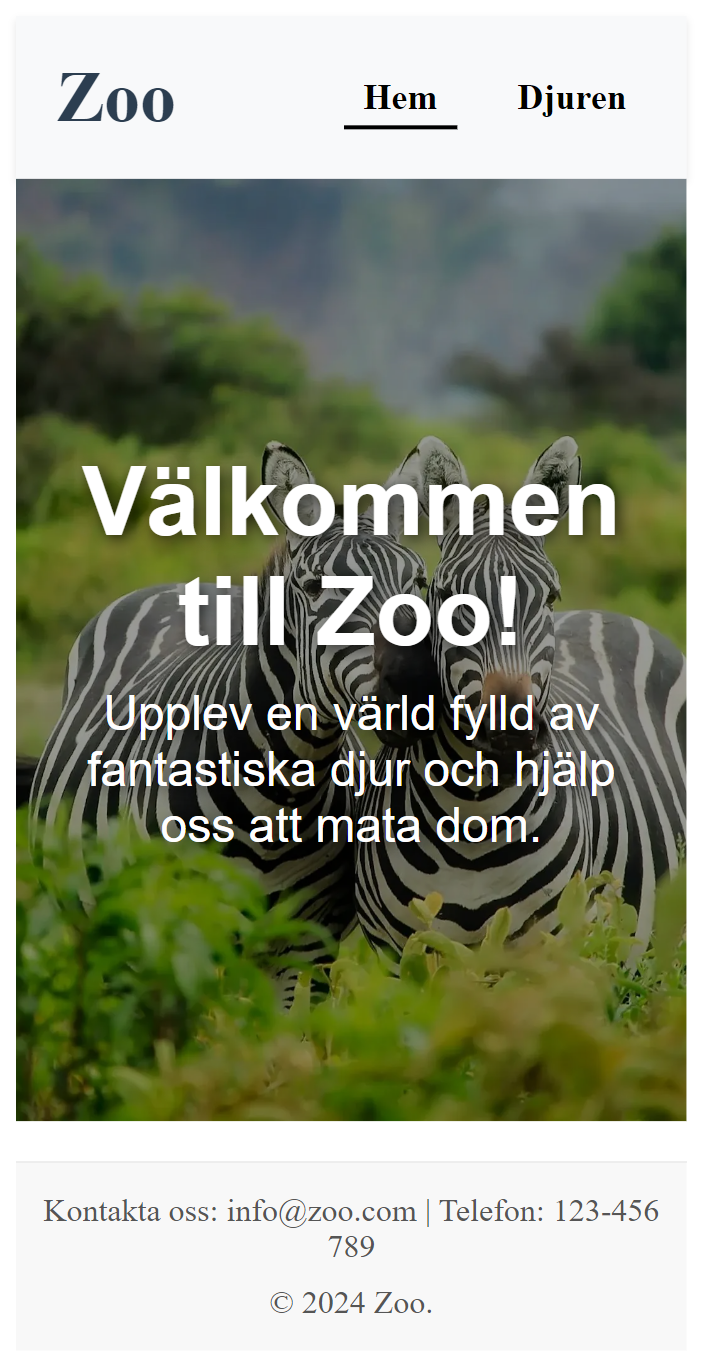 Zoo
Hem
Djuren
Välkommen
till Zoo!
Upplev en värld fylld av
fantastiska djur och hjälp
oss att mata dom.
Kontakta oss: info@zoo.com | Telefon: 123-456
789
© 2024 Zoo.